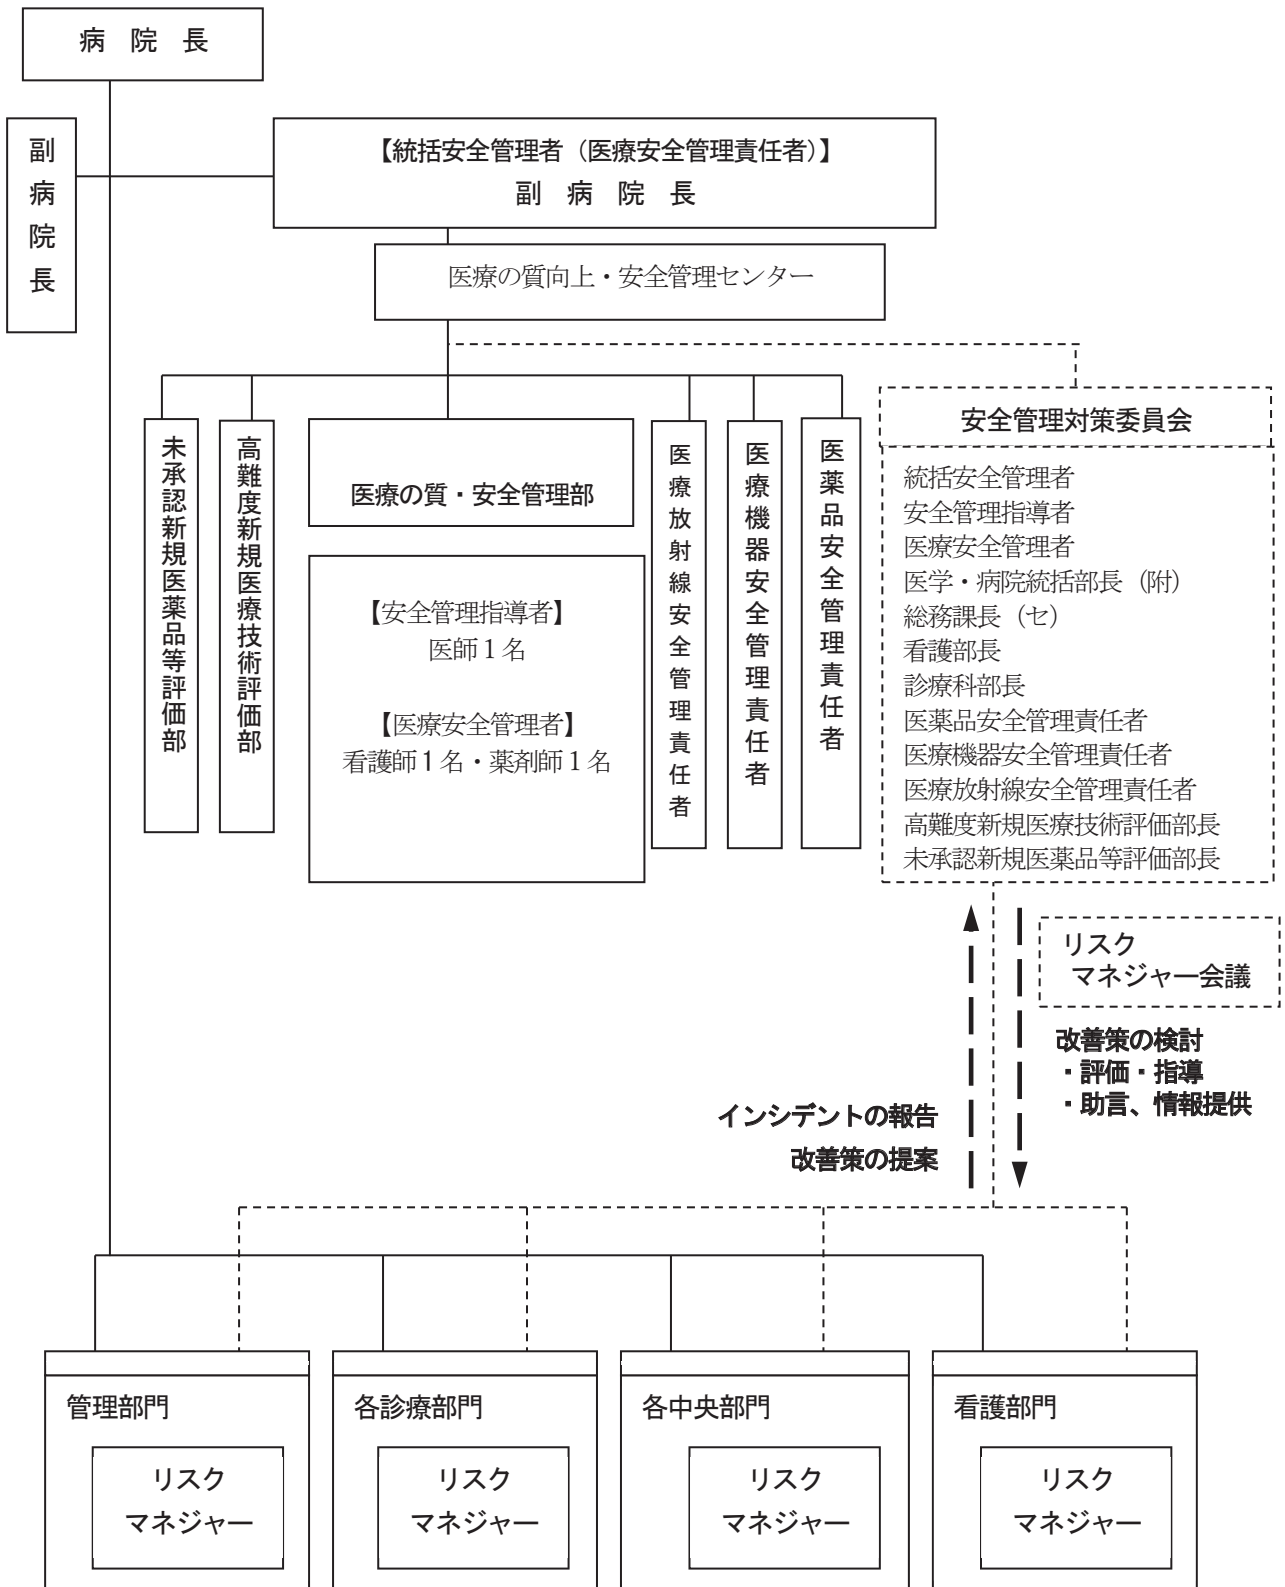 病 院 長
副病院長
【統括安全管理者（医療安全管理責任者）】
副 病 院 長
医療の質向上・安全管理センター
未承認新規医薬品等評価部
高難度新規医療技術評価部
医療の質・安全管理部
【安全管理指導者】
医師１名
【医療安全管理者】
看護師１名・薬剤師１名
医療放射線安全管理責任者
医療機器安全管理責任者
医薬品安全管理責任者
安全管理対策委員会
統括安全管理者
安全管理指導者
医療安全管理者
医学・病院統括部長（附）
総務課長（セ）
看護部長
診療科部長
医薬品安全管理責任者
医療機器安全管理責任者
医療放射線安全管理責任者
高難度新規医療技術評価部長
未承認新規医薬品等評価部長
リスク
マネジャー会議
改善策の検討
・評価・指導
・助言、情報提供
インシデントの報告
改善策の提案
管理部門
リスク
マネジャー
各診療部門
リスク
マネジャー
各中央部門
リスク
マネジャー
看護部門
リスク
マネジャー